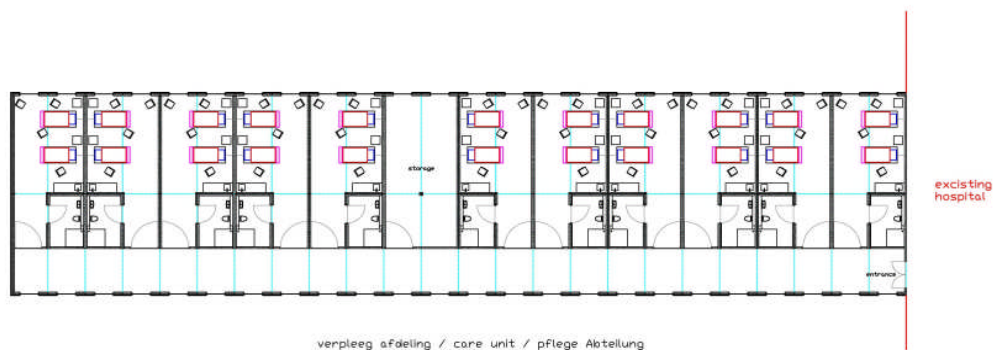 storage
excisting
hospital
entrance
verpleeg afdeling / care unit / pflege Abteilung